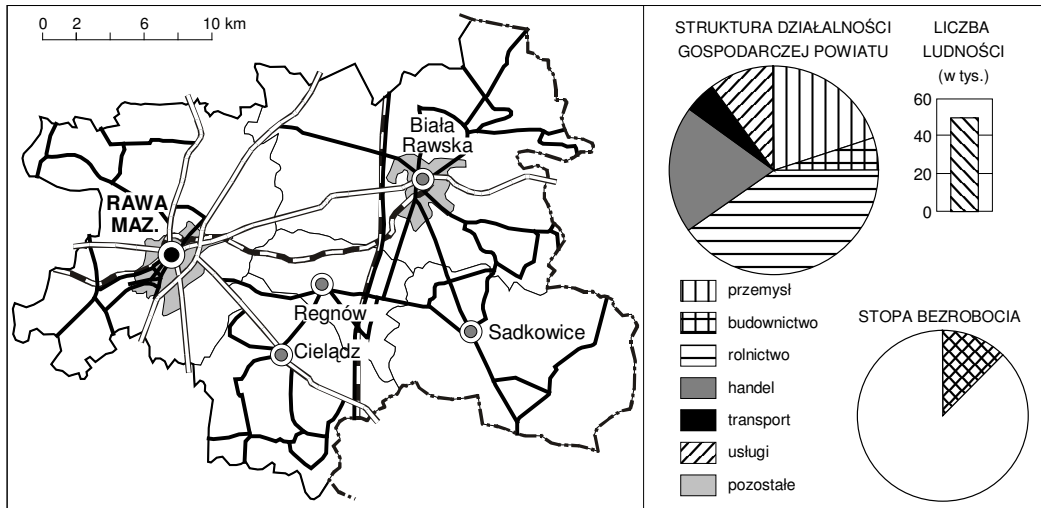 0 2 6 10 km
Biała
Rawska
RAWA
MAZ.
Regnów
Sadkowice
Cielądz
STRUKTURA DZIAŁALNOŚCI
GOSPODARCZEJ POWIATU
LICZBA
LUDNOŚCI
(w tys.)
60
40
20
0
przemysł
budownictwo
rolnictwo
handel
transport
usługi
pozostałe
STOPA BEZROBOCIA